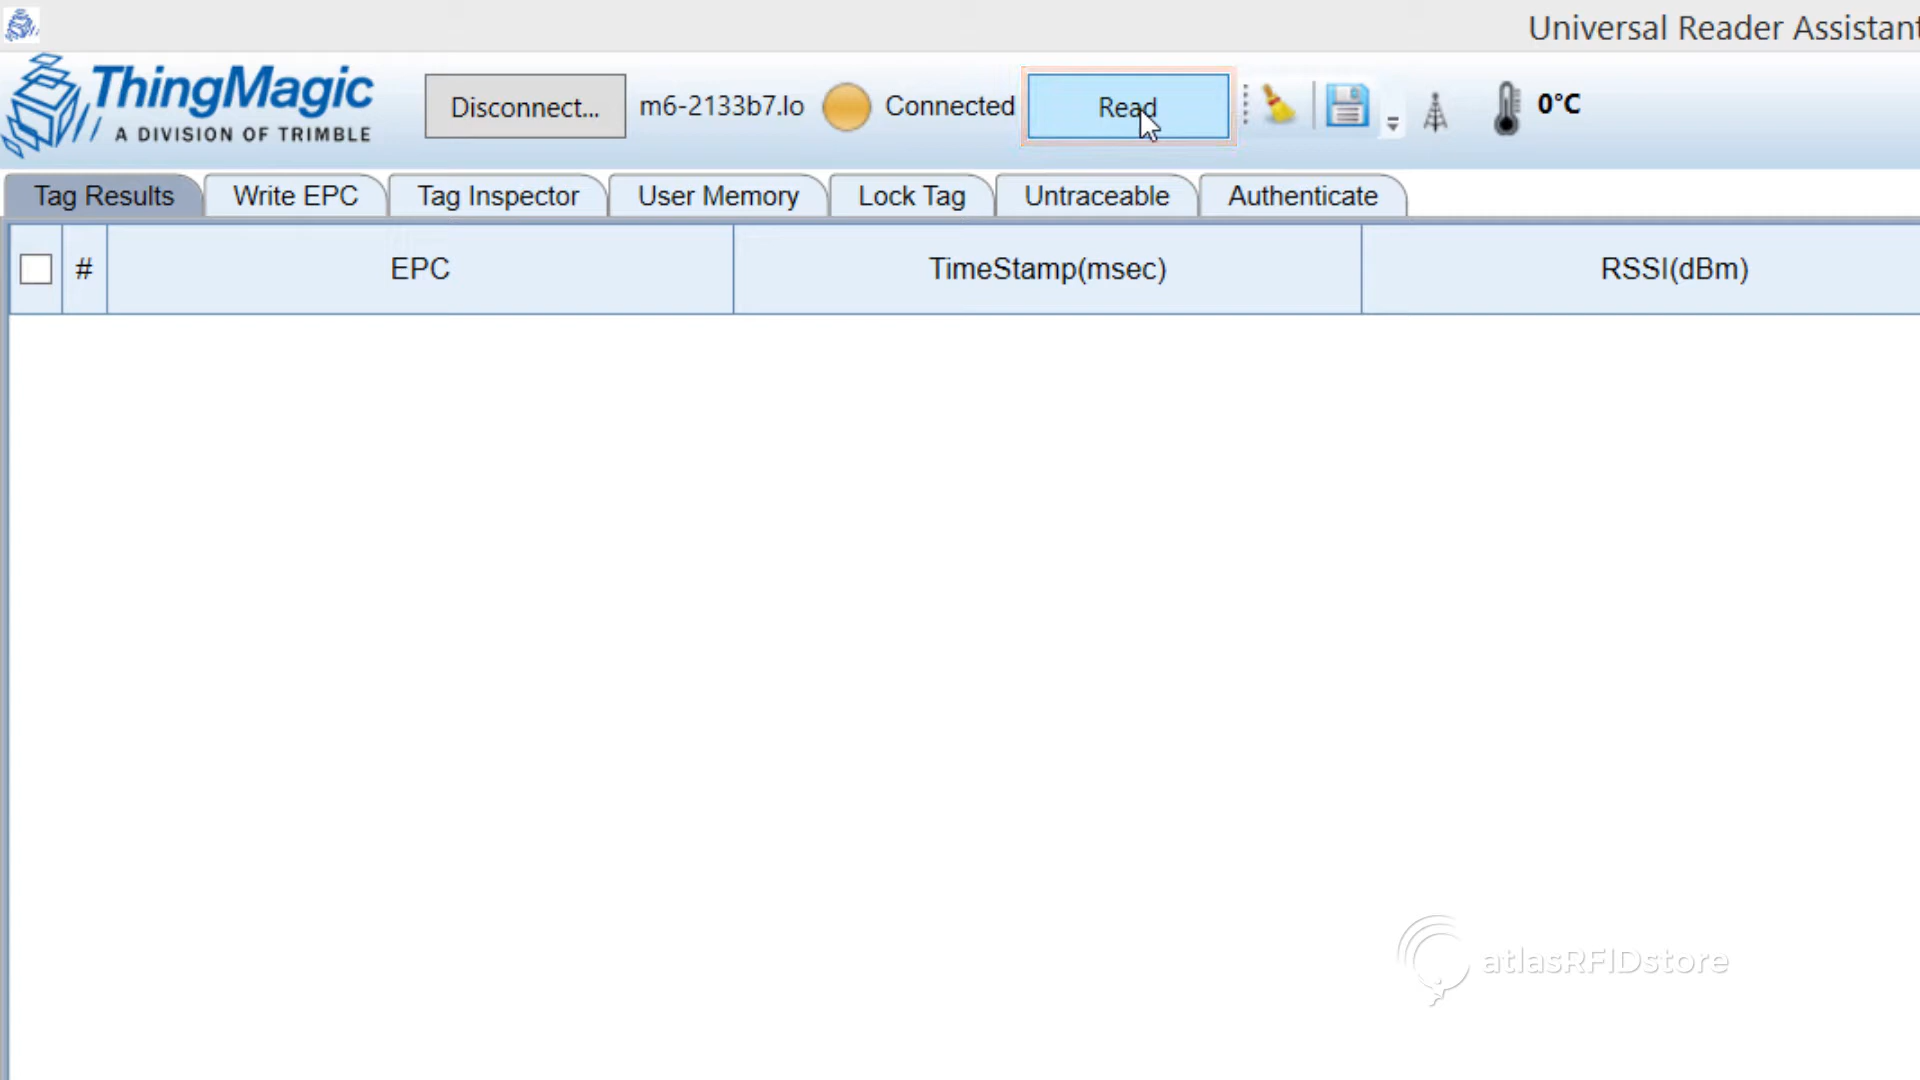 Universal Reader Assistant
ThingMagic
A DIVISION OF TRIMBLE
Disconnect... m6-2133b7.lo Connected Read 0°C
Tag Results Write EPC Tag Inspector User Memory Lock Tag Untraceable Authenticate
# EPC TimeStamp(msec) RSSI(dBm)
atlasRFIDstore